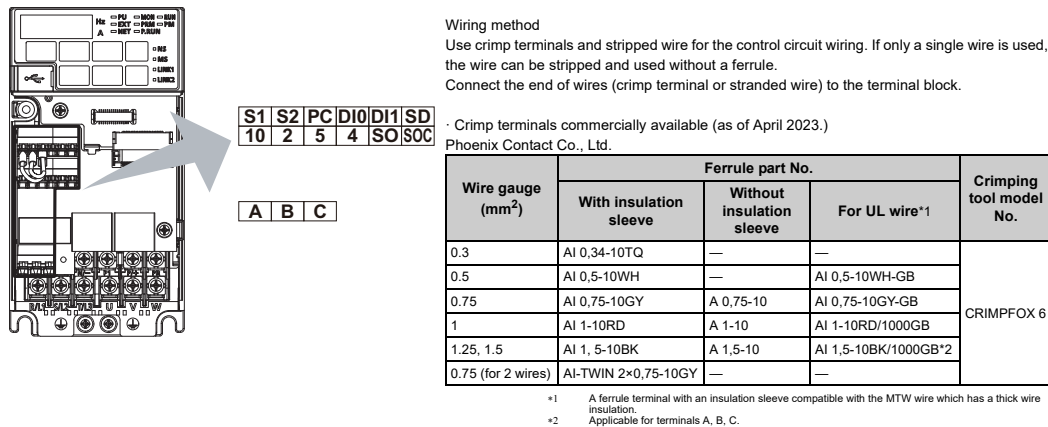 Hz
A
PU MON RUN
EXT PRM PM
NET P.RUN
NS
MS
LINK1
LINK2
R/L1 S/L2 T/L3 U V W
S1 S2 PC DI0 DI1 SD
10 2 5 4 SO SOC
A B C
Wiring method
Use crimp terminals and stripped wire for the control circuit wiring. If only a single wire is used,
the wire can be stripped and used without a ferrule.
Connect the end of wires (crimp terminal or stranded wire) to the terminal block.
· Crimp terminals commercially available (as of April 2023.)
Phoenix Contact Co., Ltd.
Wire gauge (mm2) Ferrule part No. Crimping tool model No.
With insulation sleeve Without insulation sleeve For UL wire*1
0.3 AI 0,34-10TQ — — CRIMPFOX 6
0.5 AI 0,5-10WH — AI 0,5-10WH-GB
0.75 AI 0,75-10GY A 0,75-10 AI 0,75-10GY-GB
1 AI 1-10RD A 1-10 AI 1-10RD/1000GB
1.25, 1.5 AI 1, 5-10BK A 1,5-10 AI 1,5-10BK/1000GB*2
0.75 (for 2 wires) AI-TWIN 2×0,75-10GY — —
*1 A ferrule terminal with an insulation sleeve compatible with the MTW wire which has a thick wire
insulation.
*2 Applicable for terminals A, B, C.